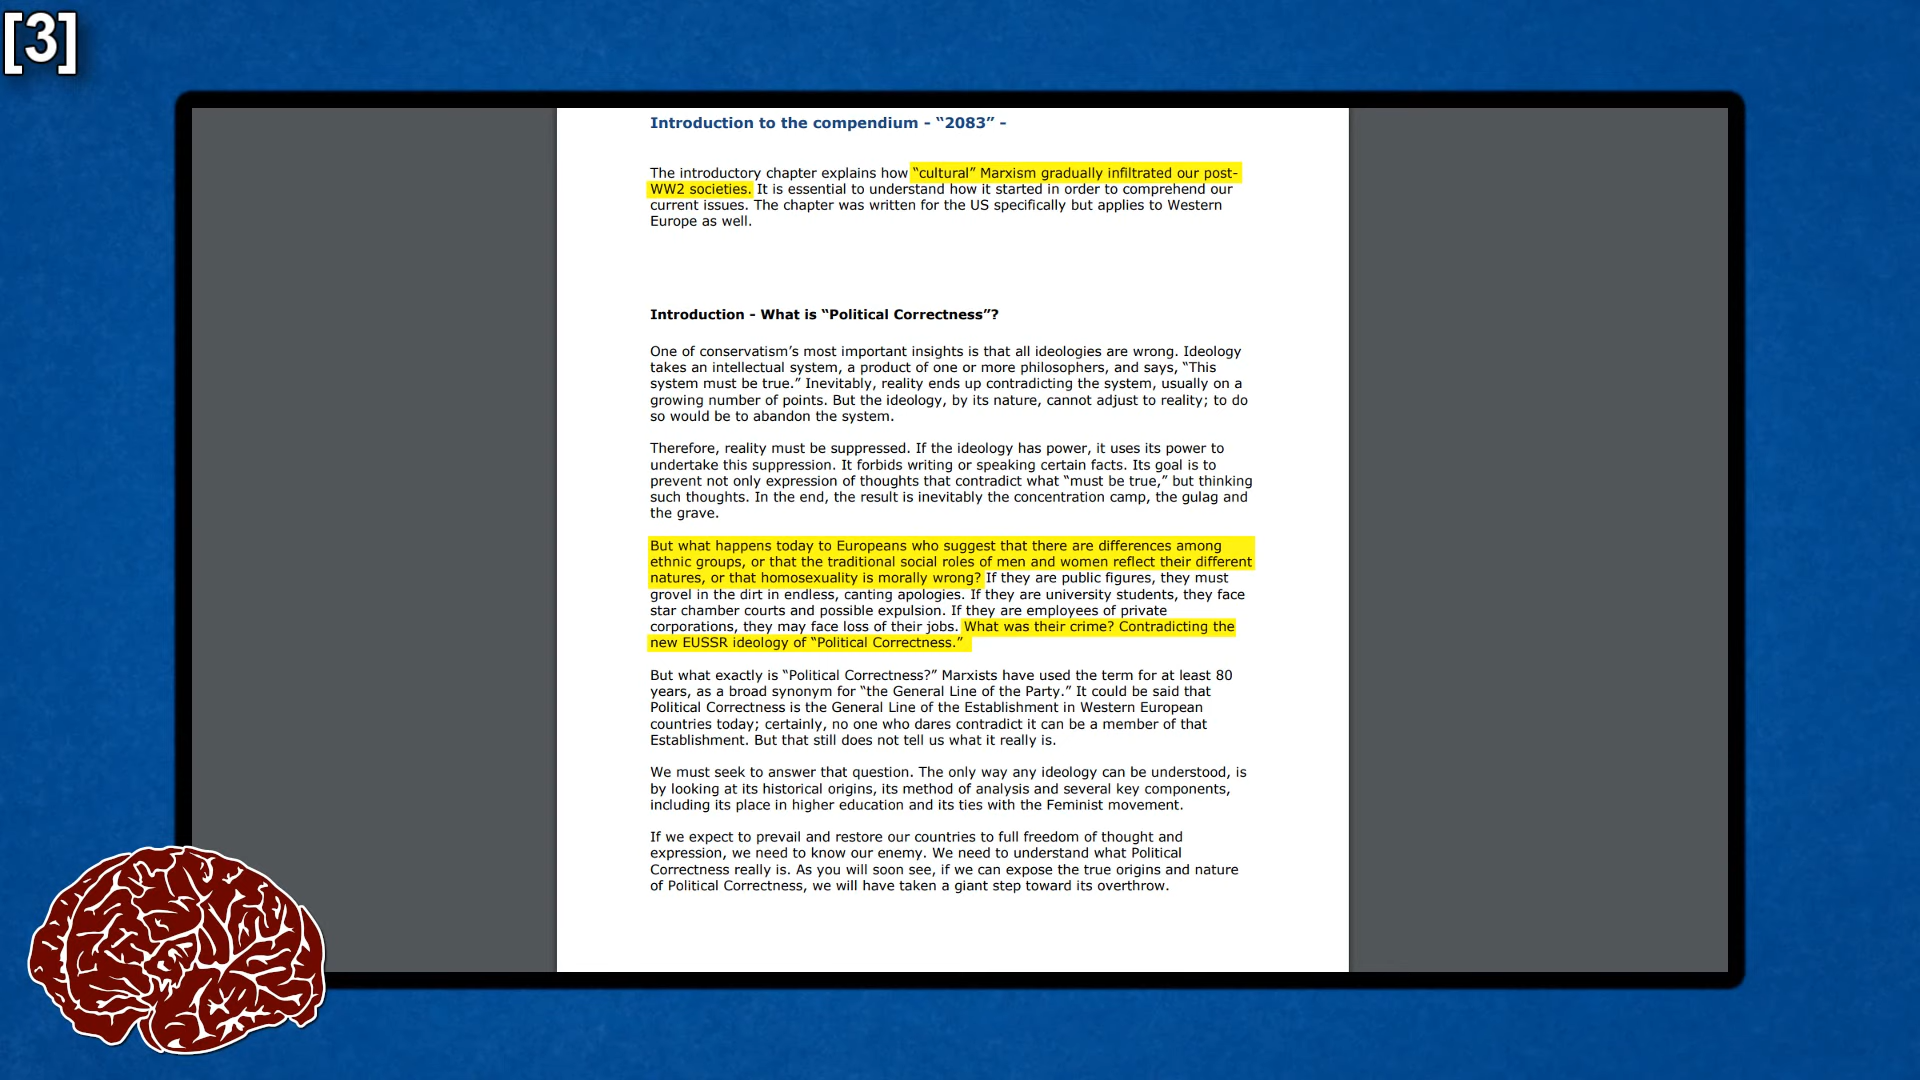 [3]
Introduction to the compendium - “2083” -
The introductory chapter explains how “cultural” Marxism gradually infiltrated our post-
WW2 societies. It is essential to understand how it started in order to comprehend our
current issues. The chapter was written for the US specifically but applies to Western
Europe as well.
Introduction - What is “Political Correctness”?
One of conservatism’s most important insights is that all ideologies are wrong. Ideology
takes an intellectual system, a product of one or more philosophers, and says, “This
system must be true.” Inevitably, reality ends up contradicting the system, usually on a
growing number of points. But the ideology, by its nature, cannot adjust to reality; to do
so would be to abandon the system.
Therefore, reality must be suppressed. If the ideology has power, it uses its power to
undertake this suppression. It forbids writing or speaking certain facts. Its goal is to
prevent not only expression of thoughts that contradict what “must be true,” but thinking
such thoughts. In the end, the result is inevitably the concentration camp, the gulag and
the grave.
But what happens today to Europeans who suggest that there are differences among
ethnic groups, or that the traditional social roles of men and women reflect their different
natures, or that homosexuality is morally wrong? If they are public figures, they must
grovel in the dirt in endless, canting apologies. If they are university students, they face
star chamber courts and possible expulsion. If they are employees of private
corporations, they may face loss of their jobs. What was their crime? Contradicting the
new EUSSR ideology of “Political Correctness.”
But what exactly is “Political Correctness?” Marxists have used the term for at least 80
years, as a broad synonym for “the General Line of the Party.” It could be said that
Political Correctness is the General Line of the Establishment in Western European
countries today; certainly, no one who dares contradict it can be a member of that
Establishment. But that still does not tell us what it really is.
We must seek to answer that question. The only way any ideology can be understood, is
by looking at its historical origins, its method of analysis and several key components,
including its place in higher education and its ties with the Feminist movement.
If we expect to prevail and restore our countries to full freedom of thought and
expression, we need to know our enemy. We need to understand what Political
Correctness really is. As you will soon see, if we can expose the true origins and nature
of Political Correctness, we will have taken a giant step toward its overthrow.